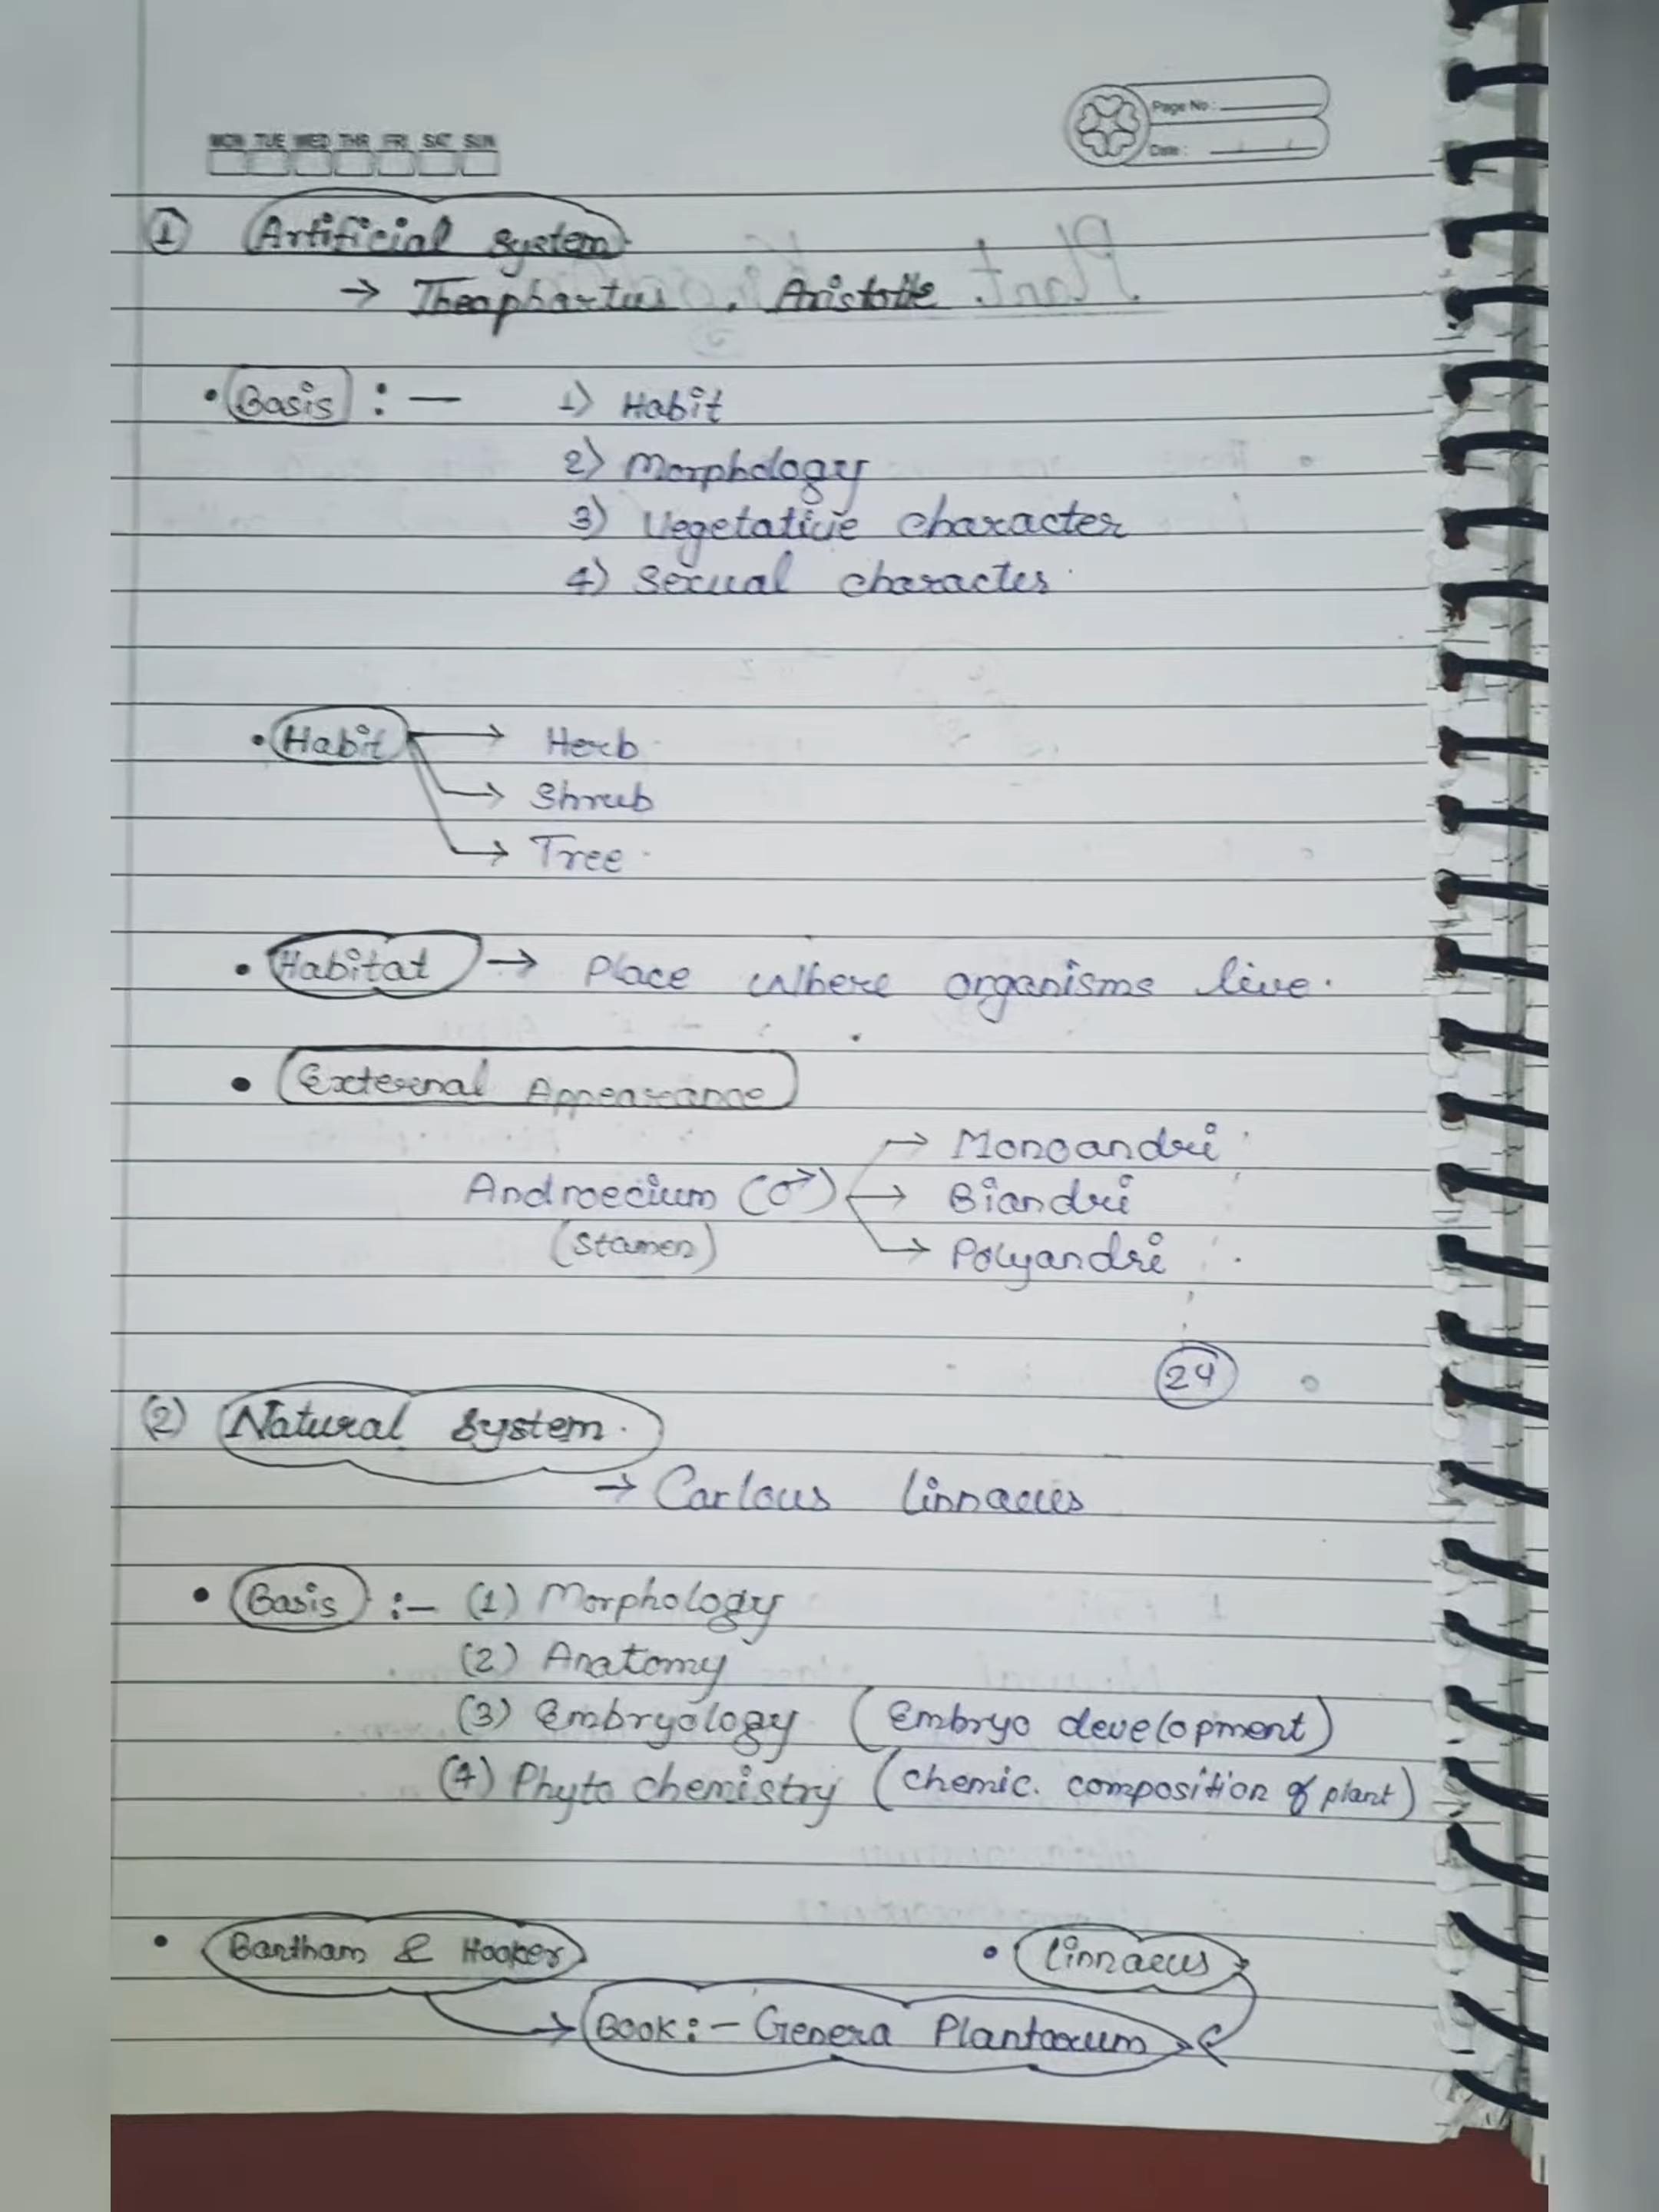 Page No :
MON TUE WED THR FRI SAT SUN
Date :
① Artificial system.
→ Theophartus , Aristotle
• Basis : — 1) Habit
2) Morphology
3) Vegetative character
4) Sexual character.
• Habit → Herb
→ Shrub
→ Tree
• Habitat → Place where organisms live.
• External Appearance
→ Monoandri
Androecium (♂) → Biandri
(Stamen) → Polyandri
24
(2) Natural system.
→ Carlous linnaeus
• Basis :- (1) Morphology
(2) Anatomy
(3) Embryology (Embryo development)
(4) Phyto chemistry (chemic. composition of plant)
• Bantham & Hooker • linnaeus
→ Book :- Genera Plantarum